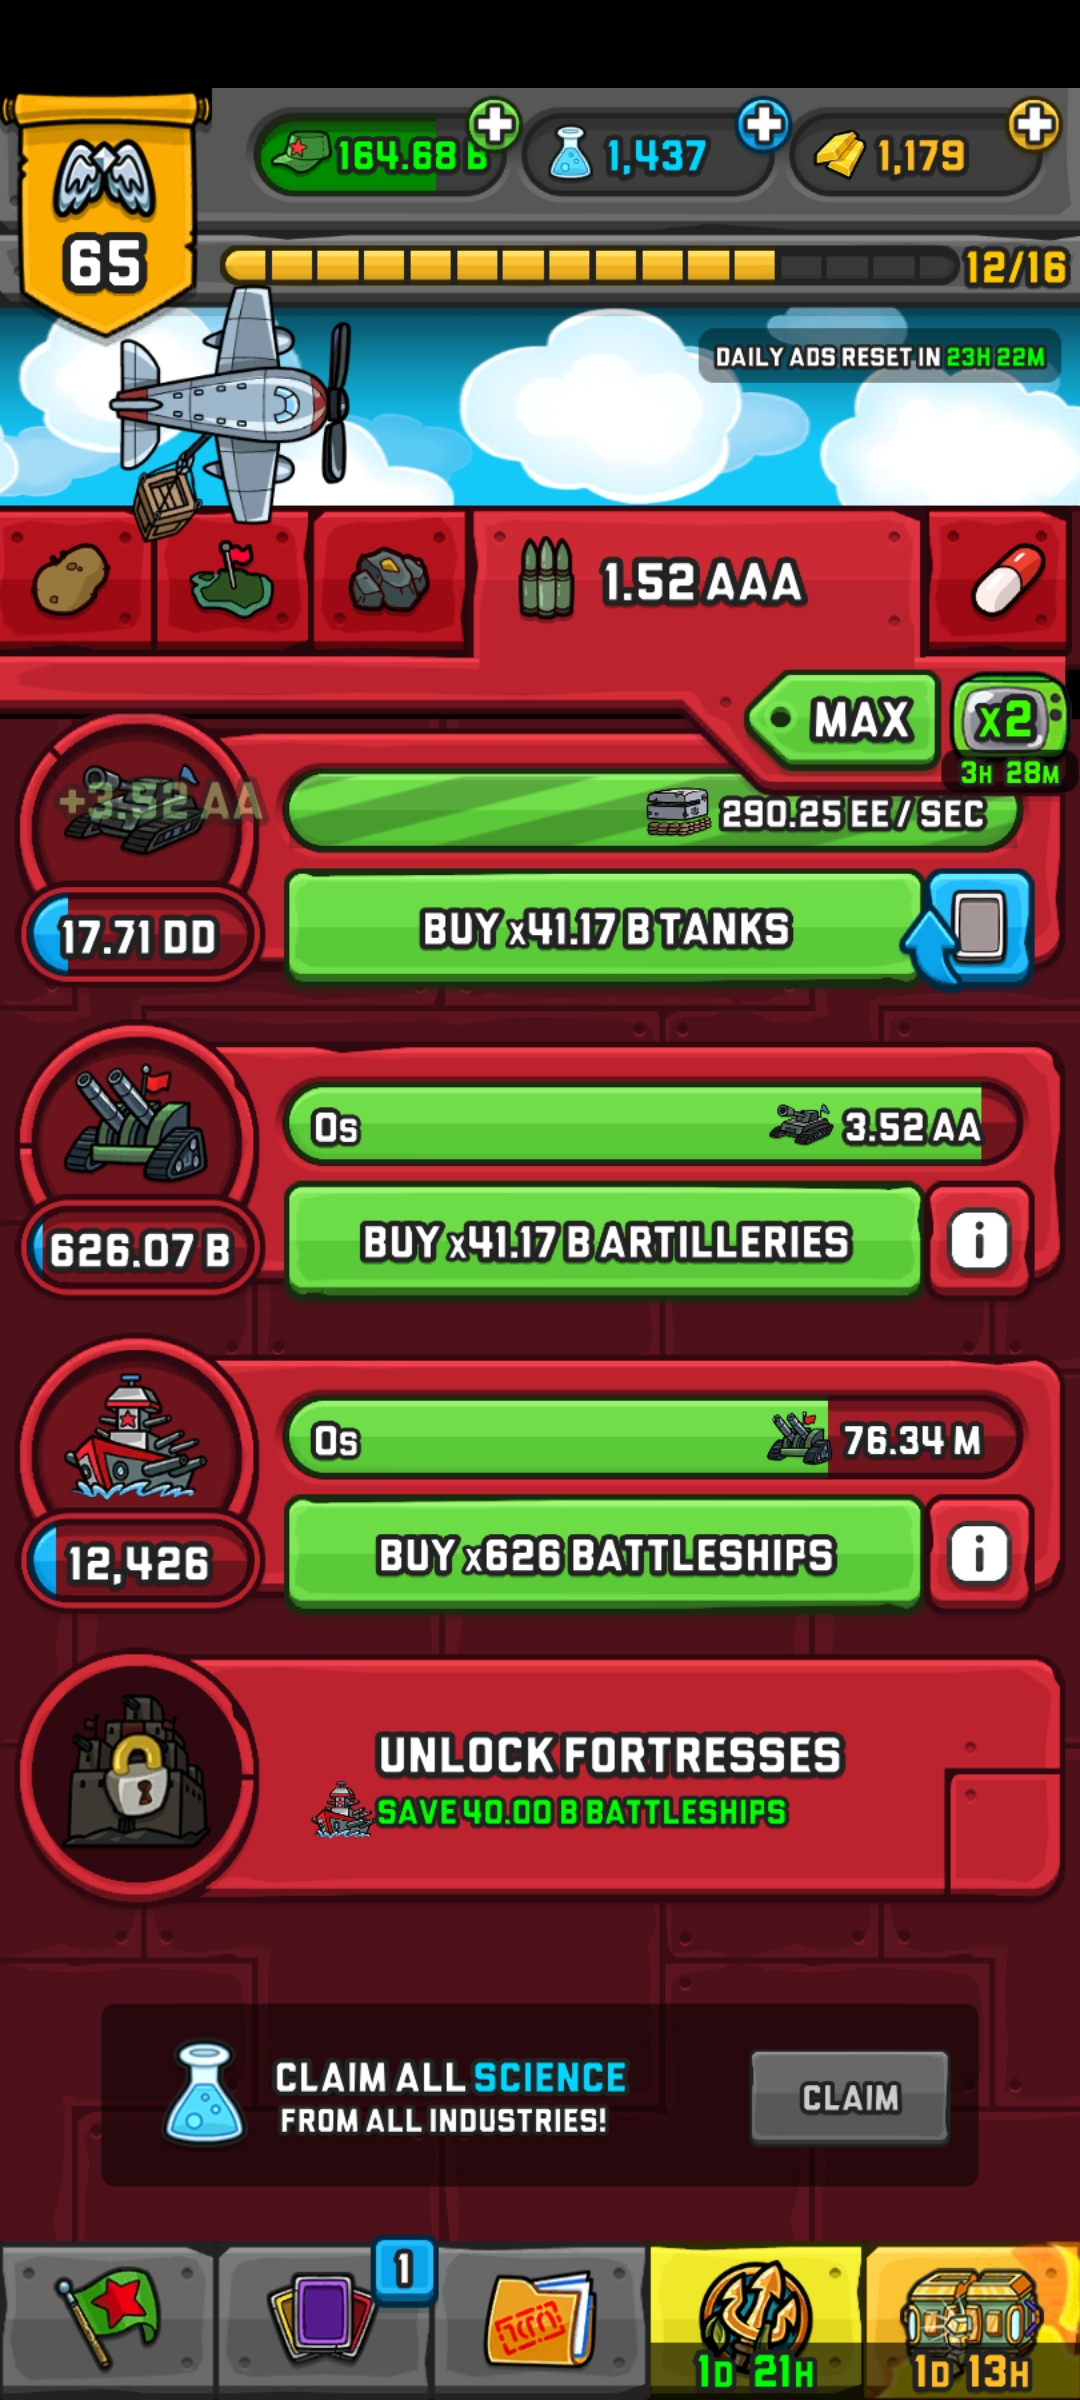 164.68 B
1,437
1,179
65
12/16
DAILY ADS RESET IN 23H 22M
1.52 AAA
MAX
x2
3H 28M
+3.52 AA
290.25 EE / SEC
17.71 DD
BUY x41.17 B TANKS
0s
3.52 AA
626.07 B
BUY x41.17 B ARTILLERIES
i
0s
76.34 M
12,426
BUY x626 BATTLESHIPS
i
UNLOCK FORTRESSES
SAVE 40.00 B BATTLESHIPS
CLAIM ALL SCIENCE
FROM ALL INDUSTRIES!
CLAIM
1
1D 21H
1D 13H